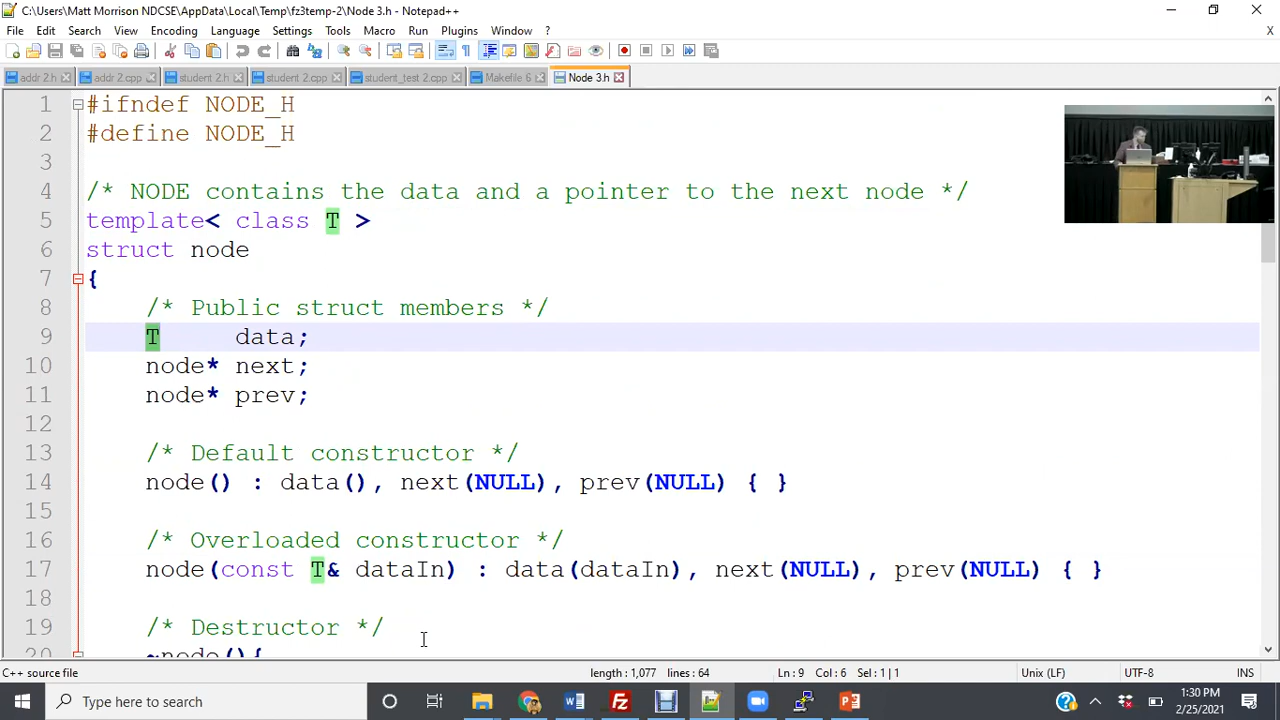 C:\Users\Matt Morrison NDCSE\AppData\Local\Temp\fz3temp-2\Node 3.h - Notepad++
File Edit Search View Encoding Language Settings Tools Macro Run Plugins Window ? X
addr 2.h addr 2.cpp student 2.h student 2.cpp student_test 2.cpp Makefile 6 Node 3.h
1 #ifndef NODE_H
2 #define NODE_H
3
4 /* NODE contains the data and a pointer to the next node */
5 template< class T >
6 struct node
7 {
8 /* Public struct members */
9 T data;
10 node* next;
11 node* prev;
12
13 /* Default constructor */
14 node() : data(), next(NULL), prev(NULL) { }
15
16 /* Overloaded constructor */
17 node(const T& dataIn) : data(dataIn), next(NULL), prev(NULL) { }
18
19 /* Destructor */
20 ~node(){
C++ source file length : 1,077 lines : 64 Ln : 9 Col : 6 Sel : 1 | 1 Unix (LF) UTF-8 INS
Type here to search
1:30 PM
2/25/2021